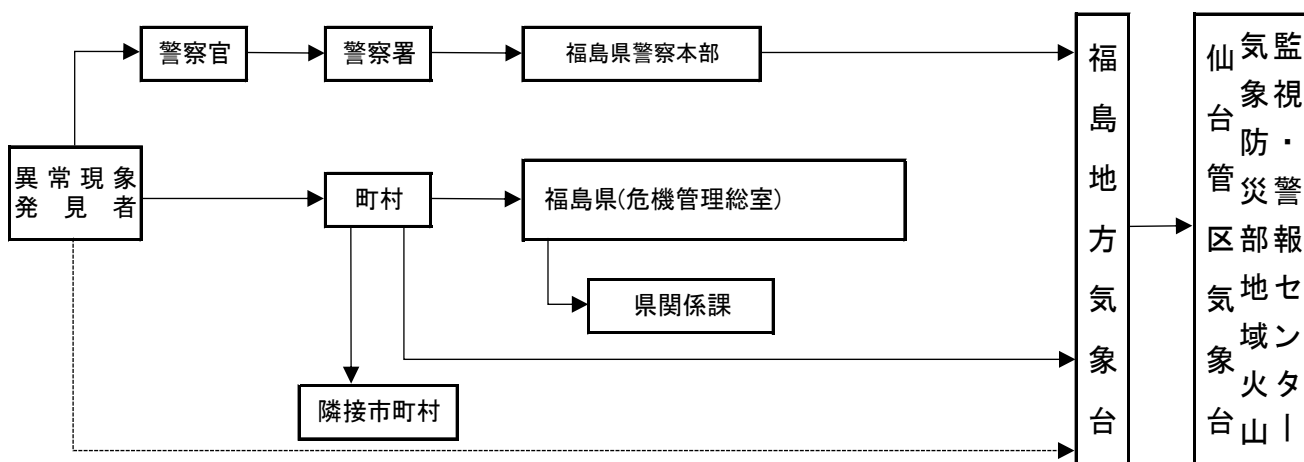 警察官
警察署
福島県警察本部
異常現象
発見者
町村
福島県(危機管理総室)
県関係課
隣接市町村
福島地方気象台
仙台管区気象台
気象防災部地域火山
監視・警報センター